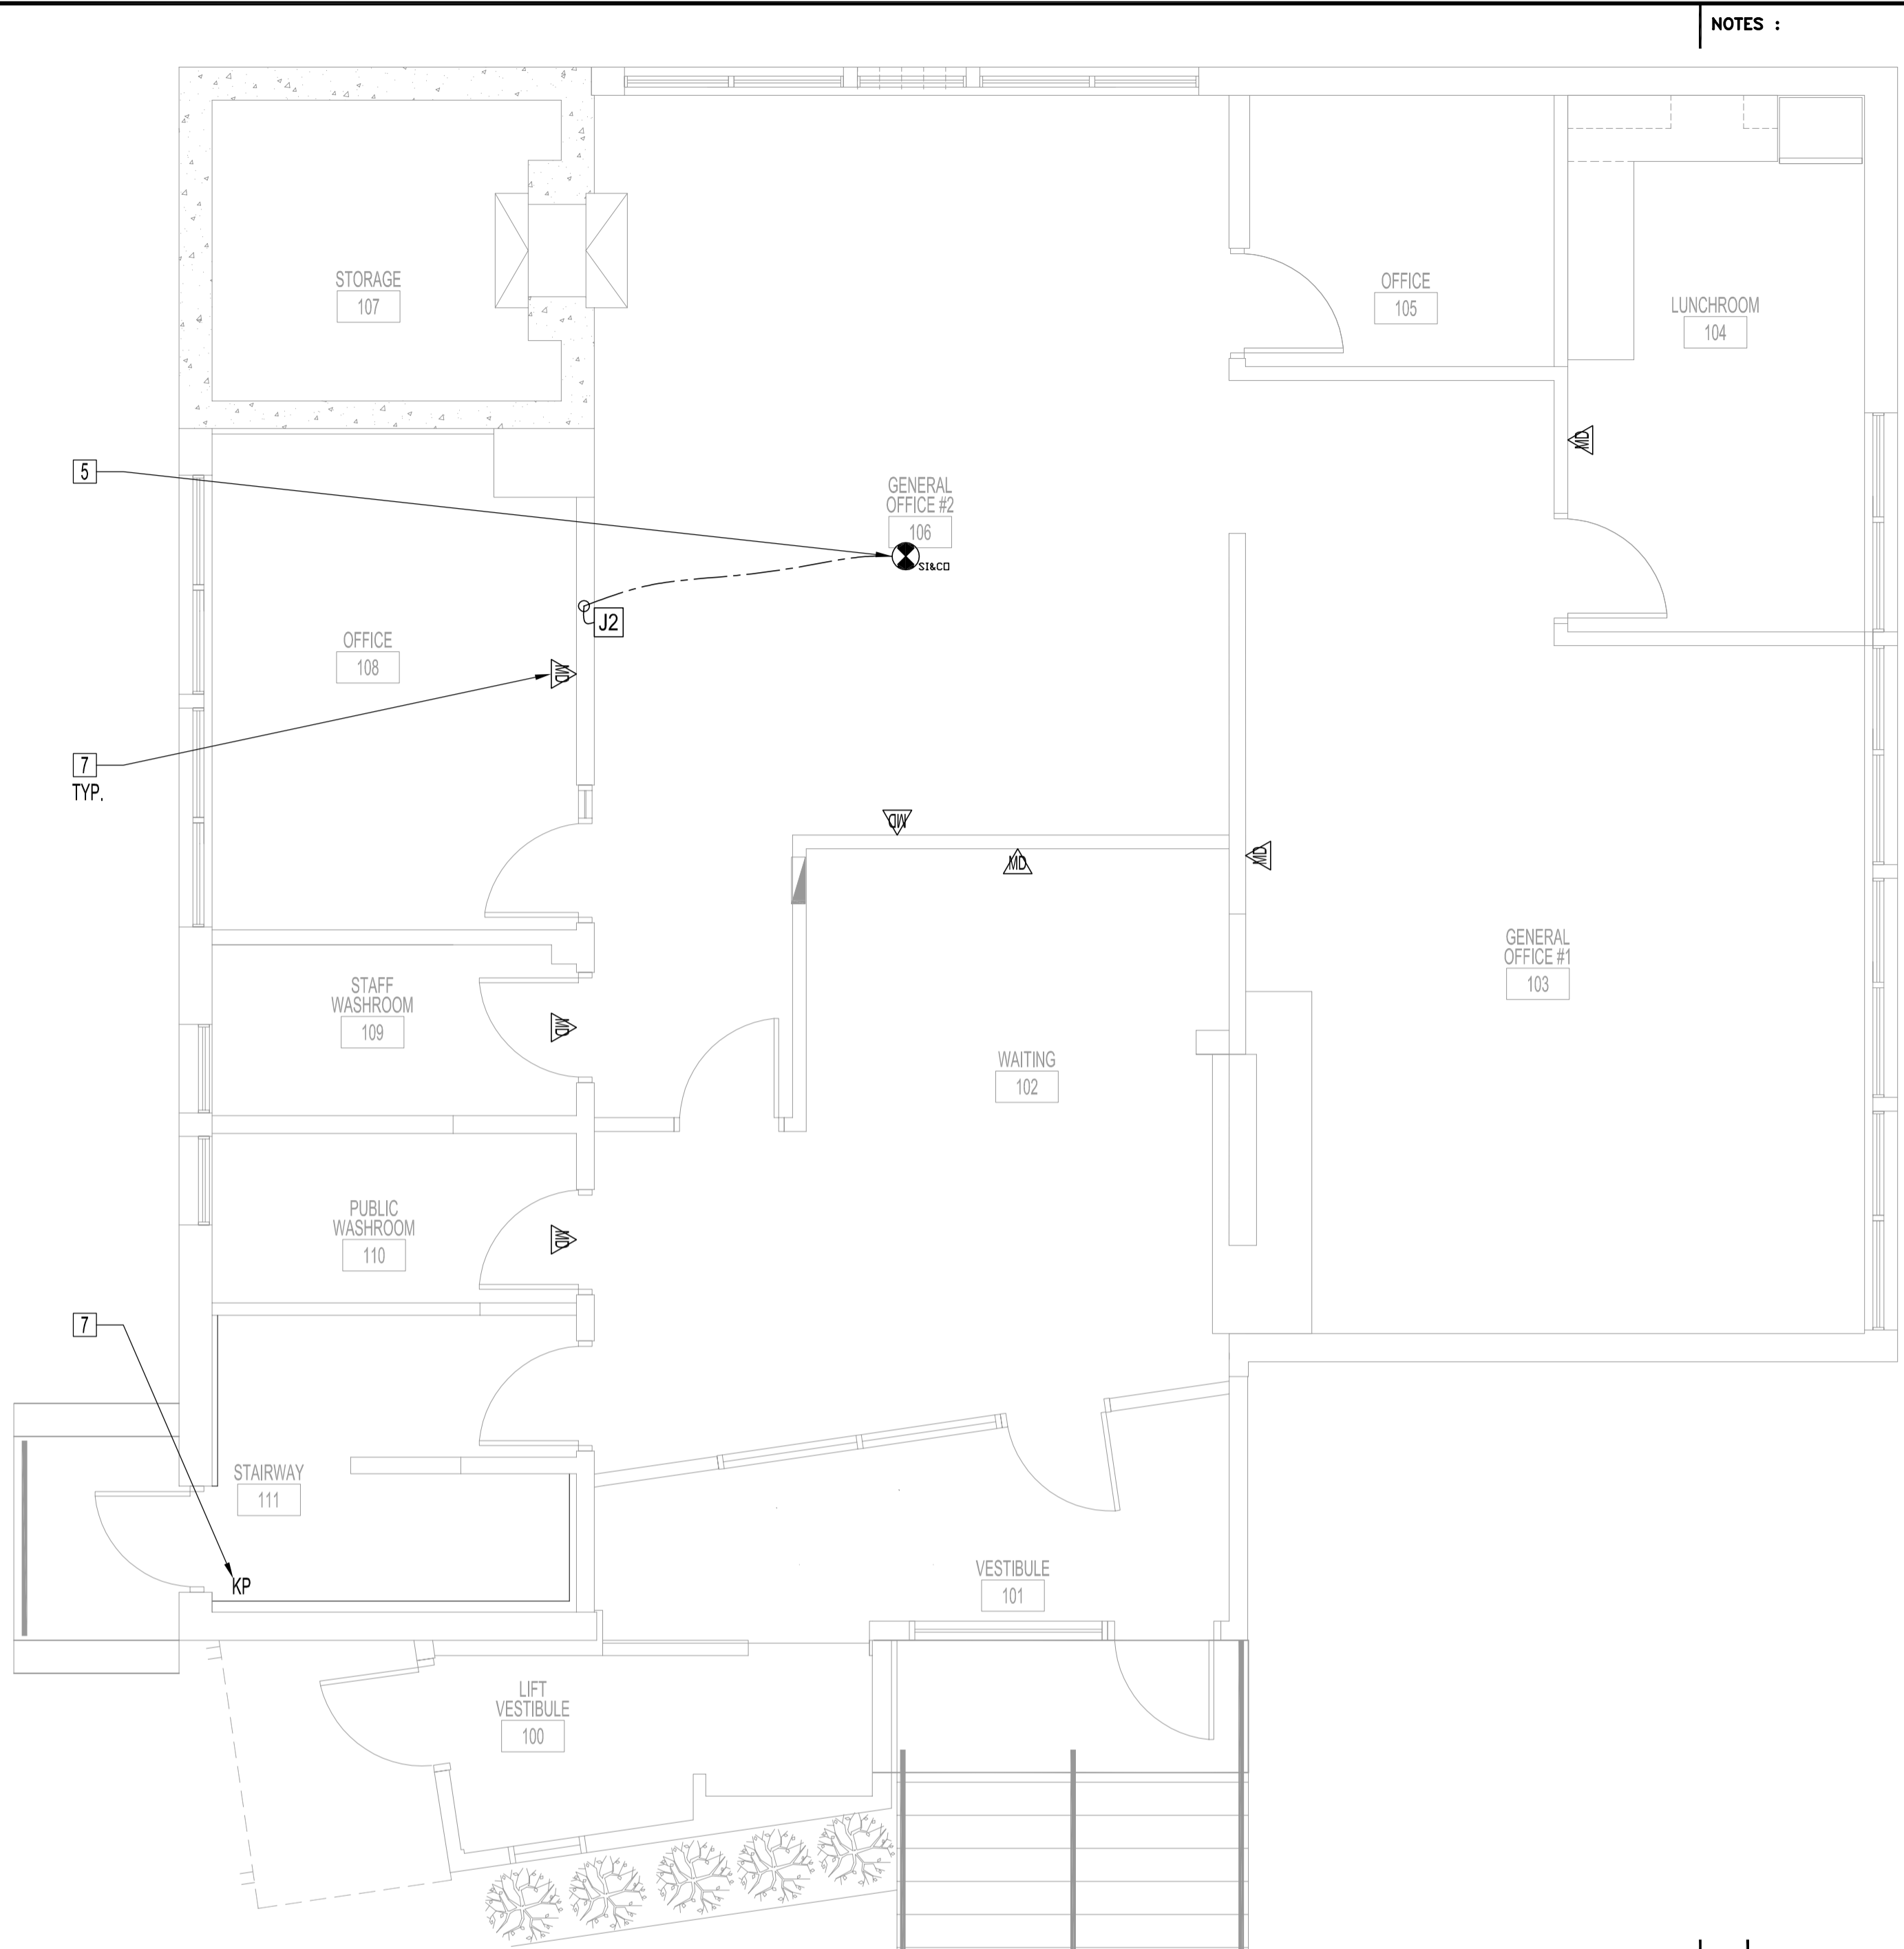 NOTES :
STORAGE
107
OFFICE
105
LUNCHROOM
104
MD
5
GENERAL
OFFICE #2
106
SI&CO
J2
OFFICE
108
MD
7
TYP.
MD
MD
MD
GENERAL
OFFICE #1
103
STAFF
WASHROOM
109
MD
WAITING
102
PUBLIC
WASHROOM
110
MD
7
STAIRWAY
111
KP
VESTIBULE
101
LIFT
VESTIBULE
100